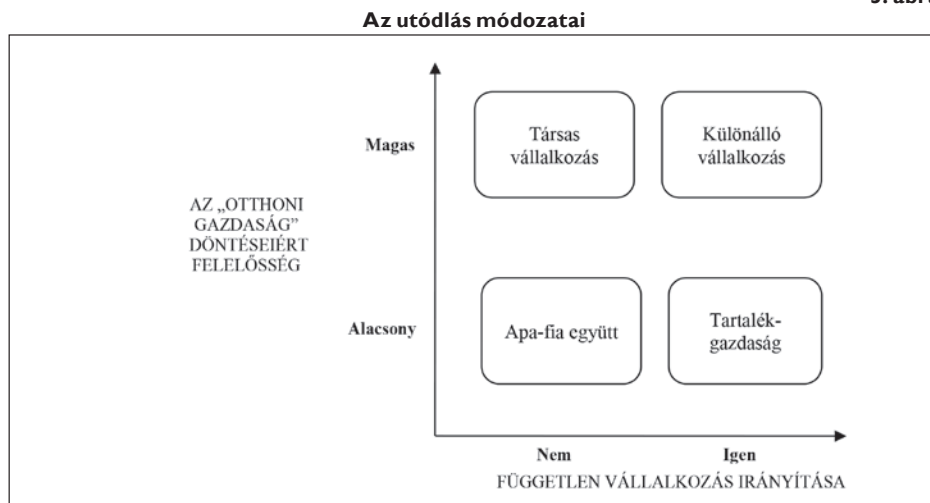 Az utódlás módozatai
Magas
Társas
vállalkozás
Különálló
vállalkozás
AZ „OTTHONI
GAZDASÁG”
DÖNTÉSEIÉRT
FELELŐSSÉG
Alacsony
Apa-fia együtt
Tartalék-
gazdaság
Nem
Igen
FÜGGETLEN VÁLLALKOZÁS IRÁNYÍTÁSA